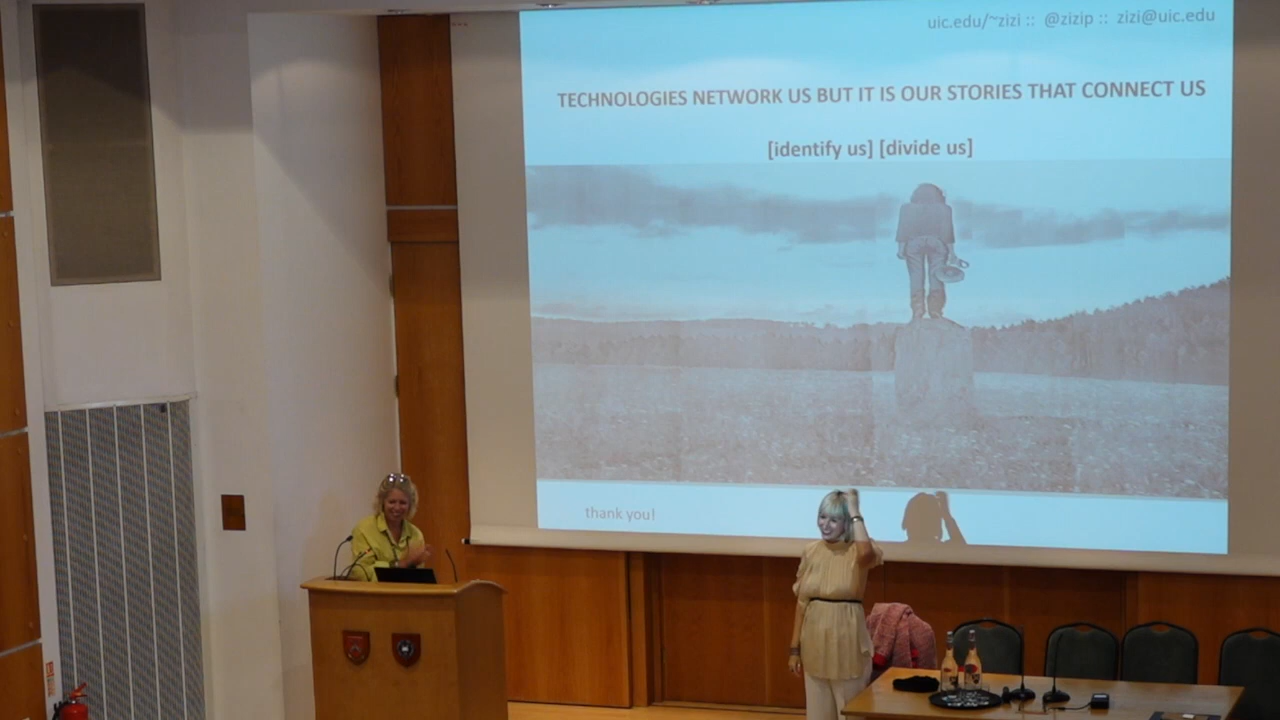 uic.edu/~zizi :: @zizip :: zizi@uic.edu
TECHNOLOGIES NETWORK US BUT IT IS OUR STORIES THAT CONNECT US
[identify us] [divide us]
thank you!